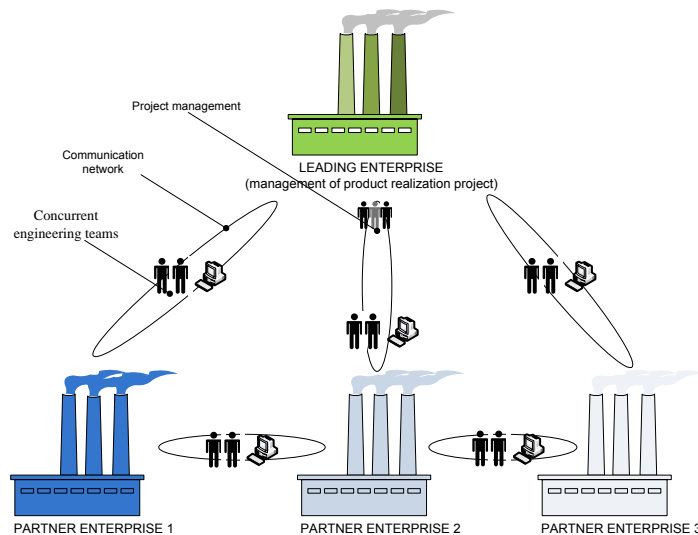 Project management
Communication
network
Concurrent
engineering teams
LEADING ENTERPRISE
(management of product realization project)
PARTNER ENTERPRISE 1
PARTNER ENTERPRISE 2
PARTNER ENTERPRISE 3